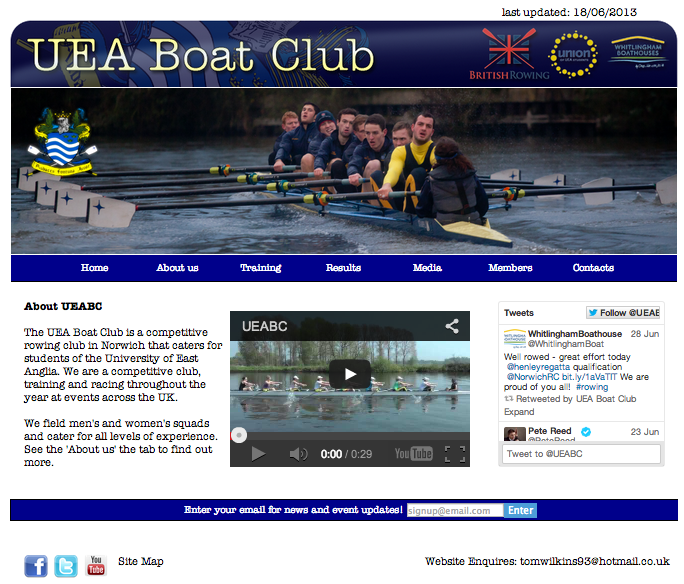 last updated: 18/06/2013
UEA Boat Club
BRITISHROWING
union
WHITLINGHAM
BOATHOUSES
Home About us Training Results Media Members Contacts
About UEABC
The UEA Boat Club is a competitive
rowing club in Norwich that caters for
students of the University of East
Anglia. We are a competitive club,
training and racing throughout the
year at events across the UK.
We field men's and women's squads
and cater for all levels of experience.
See the 'About us' the tab to find out
more.
UEABC
0:00 / 0:29 YouTube
Tweets Follow @UEAB
WhitlinghamBoathouse 28 Jun
@WhitlinghamBoat
Well rowed - great effort today
@henleyregatta qualification
@NorwichRC bit.ly/1aVaTIT We are
proud of you all! #rowing
Retweeted by UEA Boat Club
Expand
Pete Reed 23 Jun
@PeteReed
Tweet to @UEABC
Enter your email for news and event updates! signup@email.com Enter
You Tube Site Map Website Enquires: tomwilkins93@hotmail.co.uk